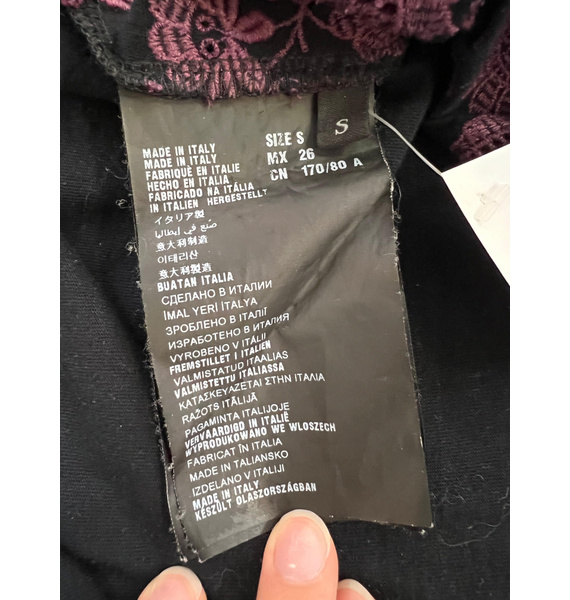 S
SIZE S
MX 26
CN 170/80 A
MADE IN ITALY
MADE IN ITALY
FABRIQUÉ EN ITALIE
HECHO EN ITALIA
FABRICADO NA ITÁLIA
IN ITALIEN HERGESTELLT
イタリア製
صنع في إيطاليا
意大利制造
이태리산
意大利製造
BUATAN ITALIA
СДЕЛАНО В ИТАЛИИ
IMAL YERİ İTALYA
ЗРОБЛЕНО В ІТАЛІЇ
ИЗРАБОТЕНО В ИТАЛИЯ
VYROBENO V ITÁLII
FREMSTILLET I ITALIEN
VALMISTATUD ITAALIAS
VALMISTETTU ITALIASSA
ΚΑΤΑΣΚΕΥΑΖΕΤΑΙ ΣΤΗΝ ΙΤΑΛΙΑ
RAŽOTS ITĀLIJĀ
PAGAMINTA ITALIJOJE
VERVAARDIGD IN ITALIË
WYPRODUKOWANO WE WLOSZECH
FABRICAT ÎN ITALIA
MADE IN TALIANSKO
IZDELANO V ITALIJI
MADE IN ITALY
KÉSZÜLT OLASZORSZÁGBAN